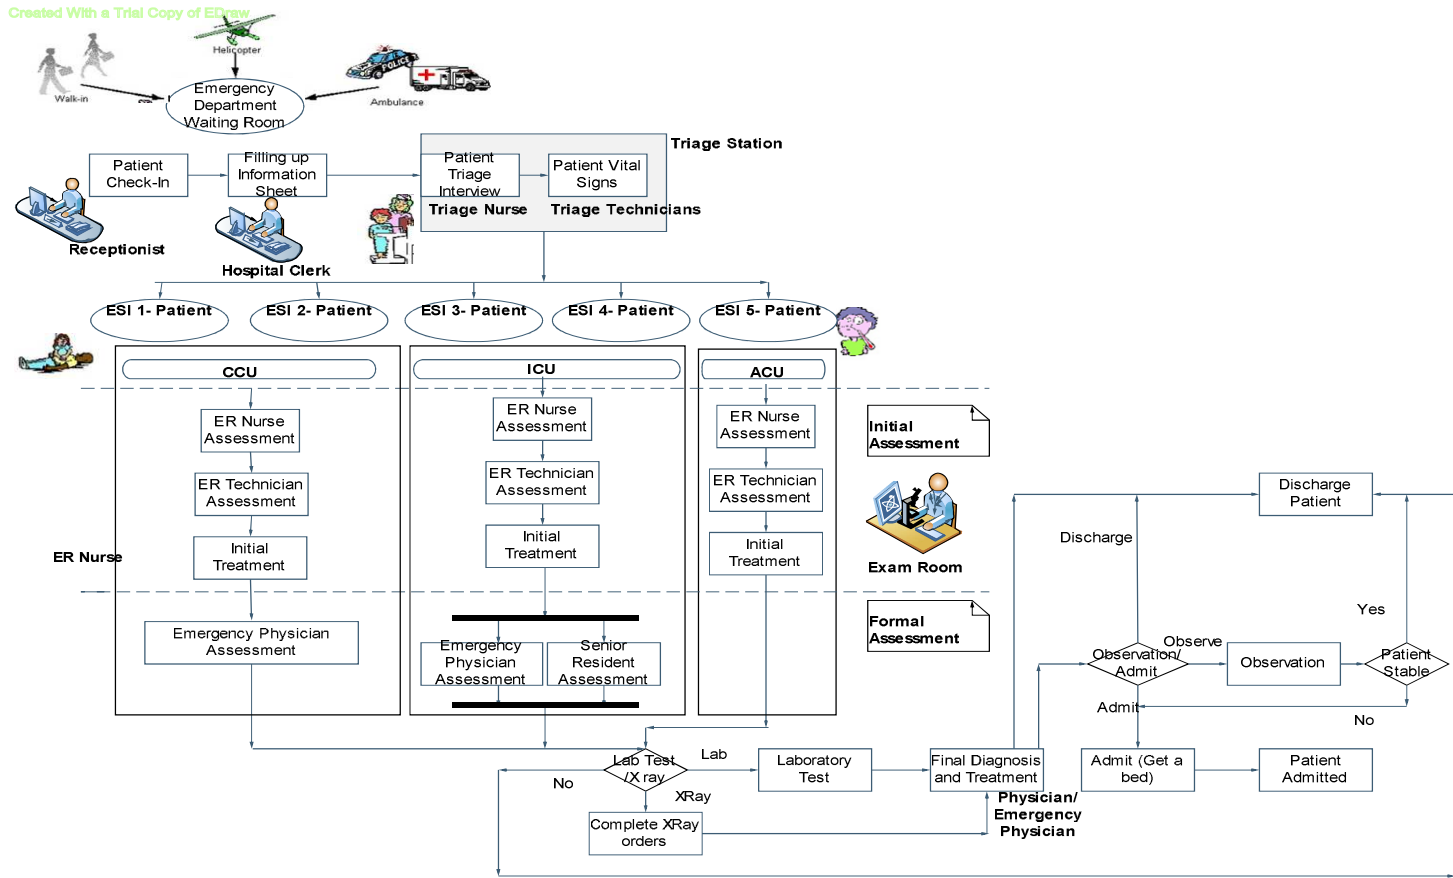 Created With a Trial Copy of EDraw
Helicopter
Walk-in
POLICE
Ambulance
Emergency
Department
Waiting Room
Triage Station
Patient
Check-In
Filling up
Information
Sheet
Patient
Triage
Interview
Patient Vital
Signs
Triage Nurse
Triage Technicians
Receptionist
Hospital Clerk
ESI 1- Patient
ESI 2- Patient
ESI 3- Patient
ESI 4- Patient
ESI 5- Patient
CCU
ICU
ACU
ER Nurse
Assessment
ER Technician
Assessment
Initial
Treatment
ER Nurse
Emergency Physician
Assessment
ER Nurse
Assessment
ER Technician
Assessment
Initial
Treatment
Emergency
Physician
Assessment
Senior
Resident
Assessment
ER Nurse
Assessment
ER Technician
Assessment
Initial
Treatment
Initial
Assessment
Exam Room
Formal
Assessment
Discharge
Patient
Discharge
Yes
Observe
Observation/
Admit
Observation
Patient
Stable
Admit
No
Lab Test
/X ray
Lab
No
XRay
Laboratory
Test
Final Diagnosis
and Treatment
Admit (Get a
bed)
Patient
Admitted
Physician/
Emergency
Physician
Complete XRay
orders